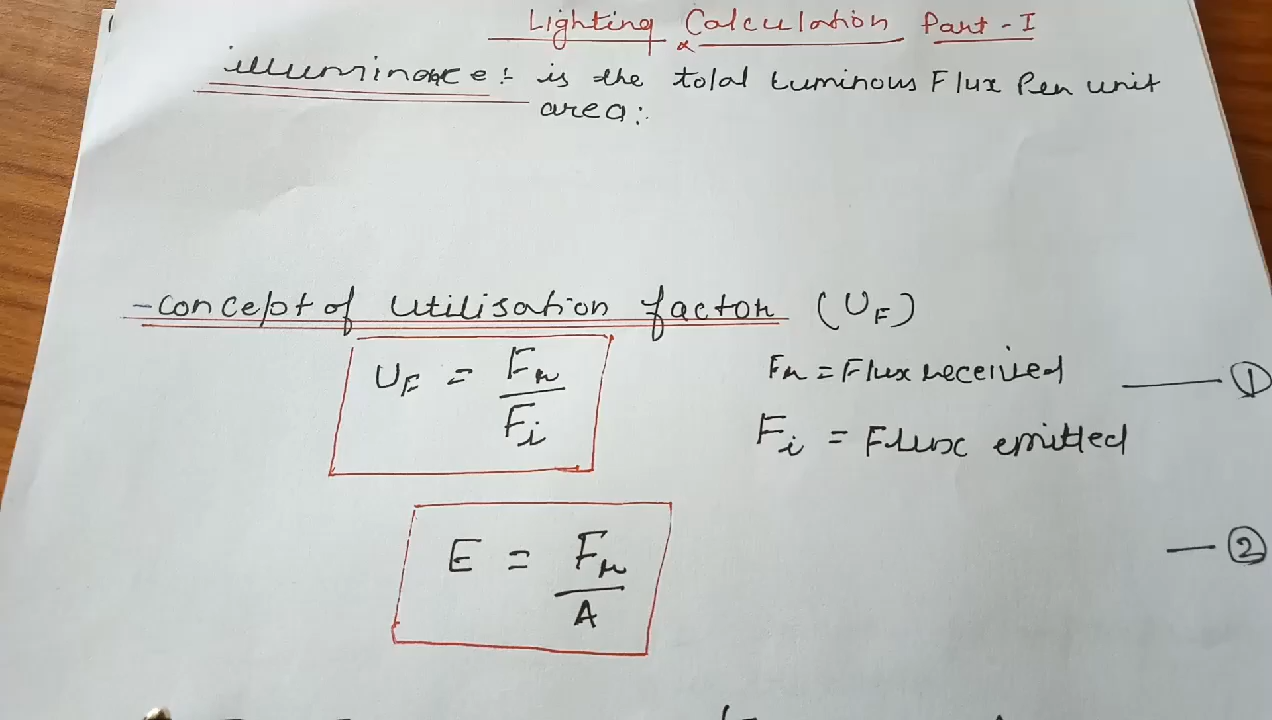 Lighting Calculation Part - I
illuminance :- is the total Luminous Flux Per unit
area :
- concept of Utilisation factor (UF)
UF = Fr / Fi
Fr = Flux received — 1
Fi = Flux emitted
E = Fr / A — 2